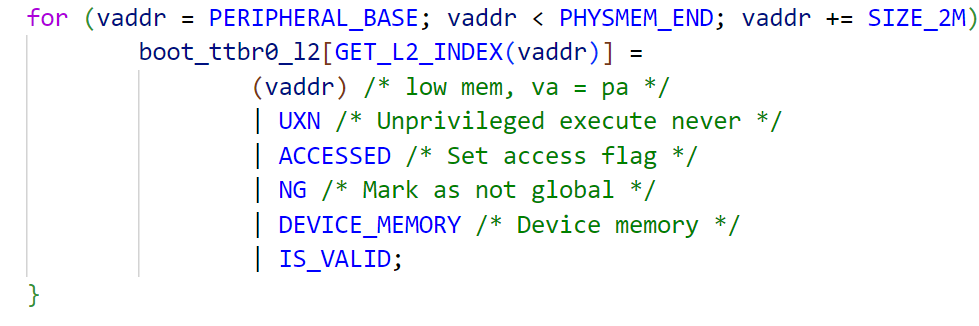 for (vaddr = PERIPHERAL_BASE; vaddr < PHYSMEM_END; vaddr += SIZE_2M)
        boot_ttbr0_l2[GET_L2_INDEX(vaddr)] =
                (vaddr) /* low mem, va = pa */
                | UXN /* Unprivileged execute never */
                | ACCESSED /* Set access flag */
                | NG /* Mark as not global */
                | DEVICE_MEMORY /* Device memory */
                | IS_VALID;
}